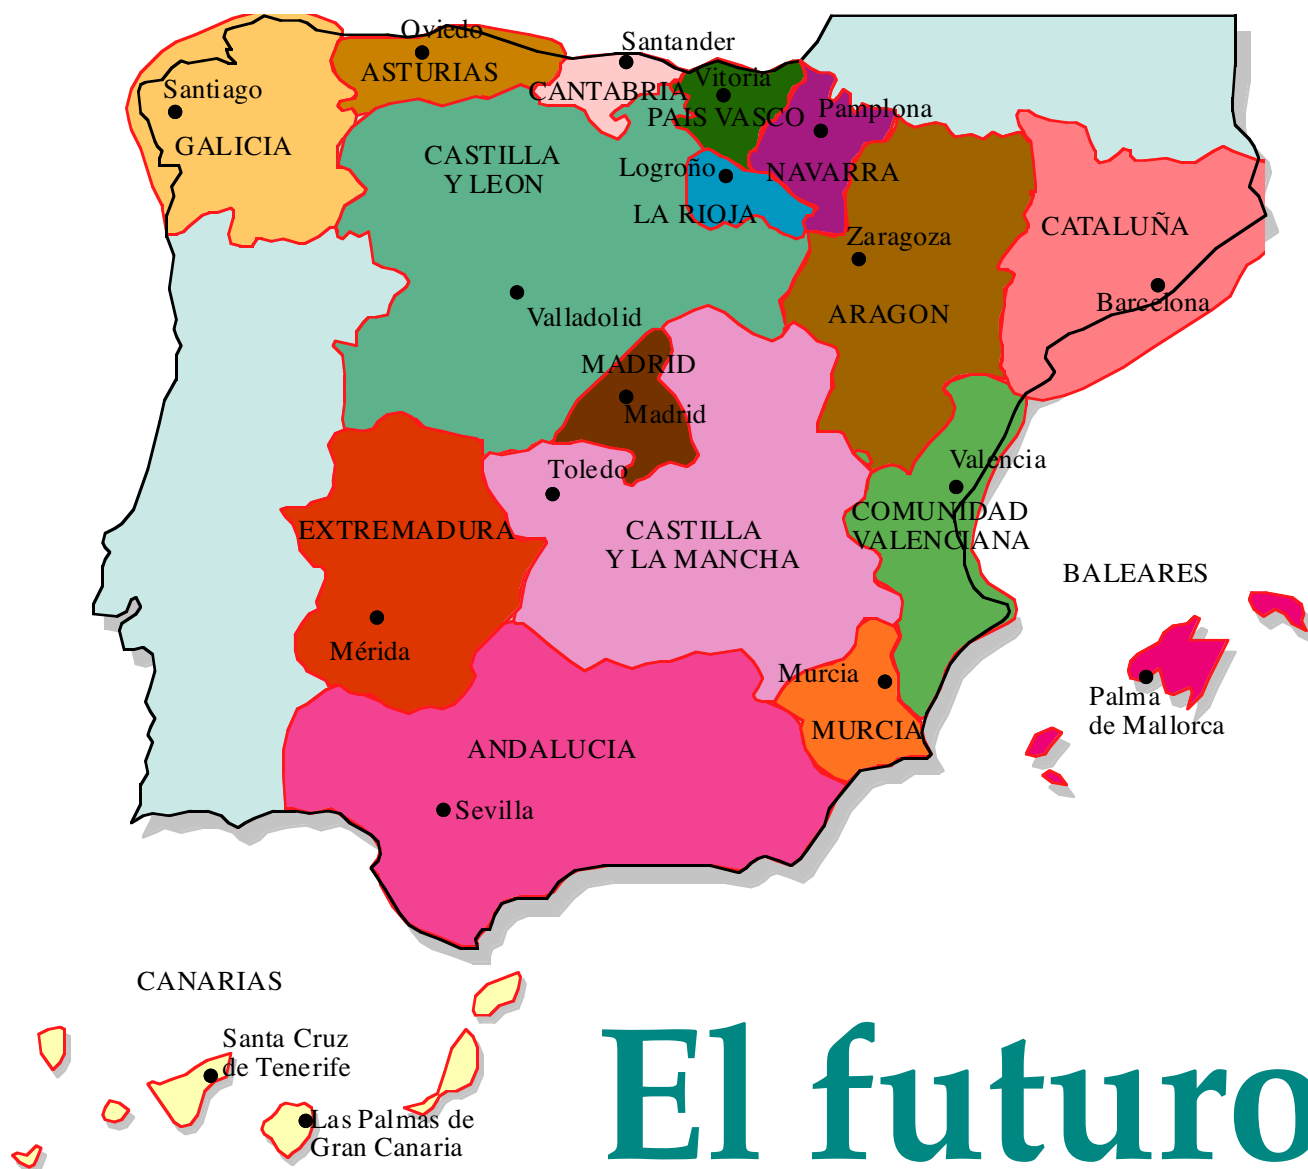 Oviedo
Santander
ASTURIAS
Santiago
CANTABRIA
Vitoria
PAIS VASCO
Pamplona
GALICIA
CASTILLA
Y LEON
Logroño
NAVARRA
LA RIOJA
CATALUÑA
Zaragoza
Barcelona
Valladolid
ARAGON
MADRID
Madrid
Toledo
Valencia
EXTREMADURA
CASTILLA
Y LA MANCHA
COMUNIDAD
VALENCIANA
BALEARES
Mérida
Murcia
Palma
de Mallorca
MURCIA
ANDALUCIA
Sevilla
CANARIAS
Santa Cruz
de Tenerife
Las Palmas de
Gran Canaria
El futuro